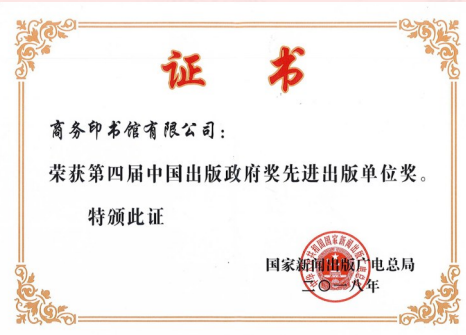 证书
商务印书馆有限公司：
荣获第四届中国出版政府奖先进出版单位奖。
特颁此证
国家新闻出版广电总局
二〇一八年